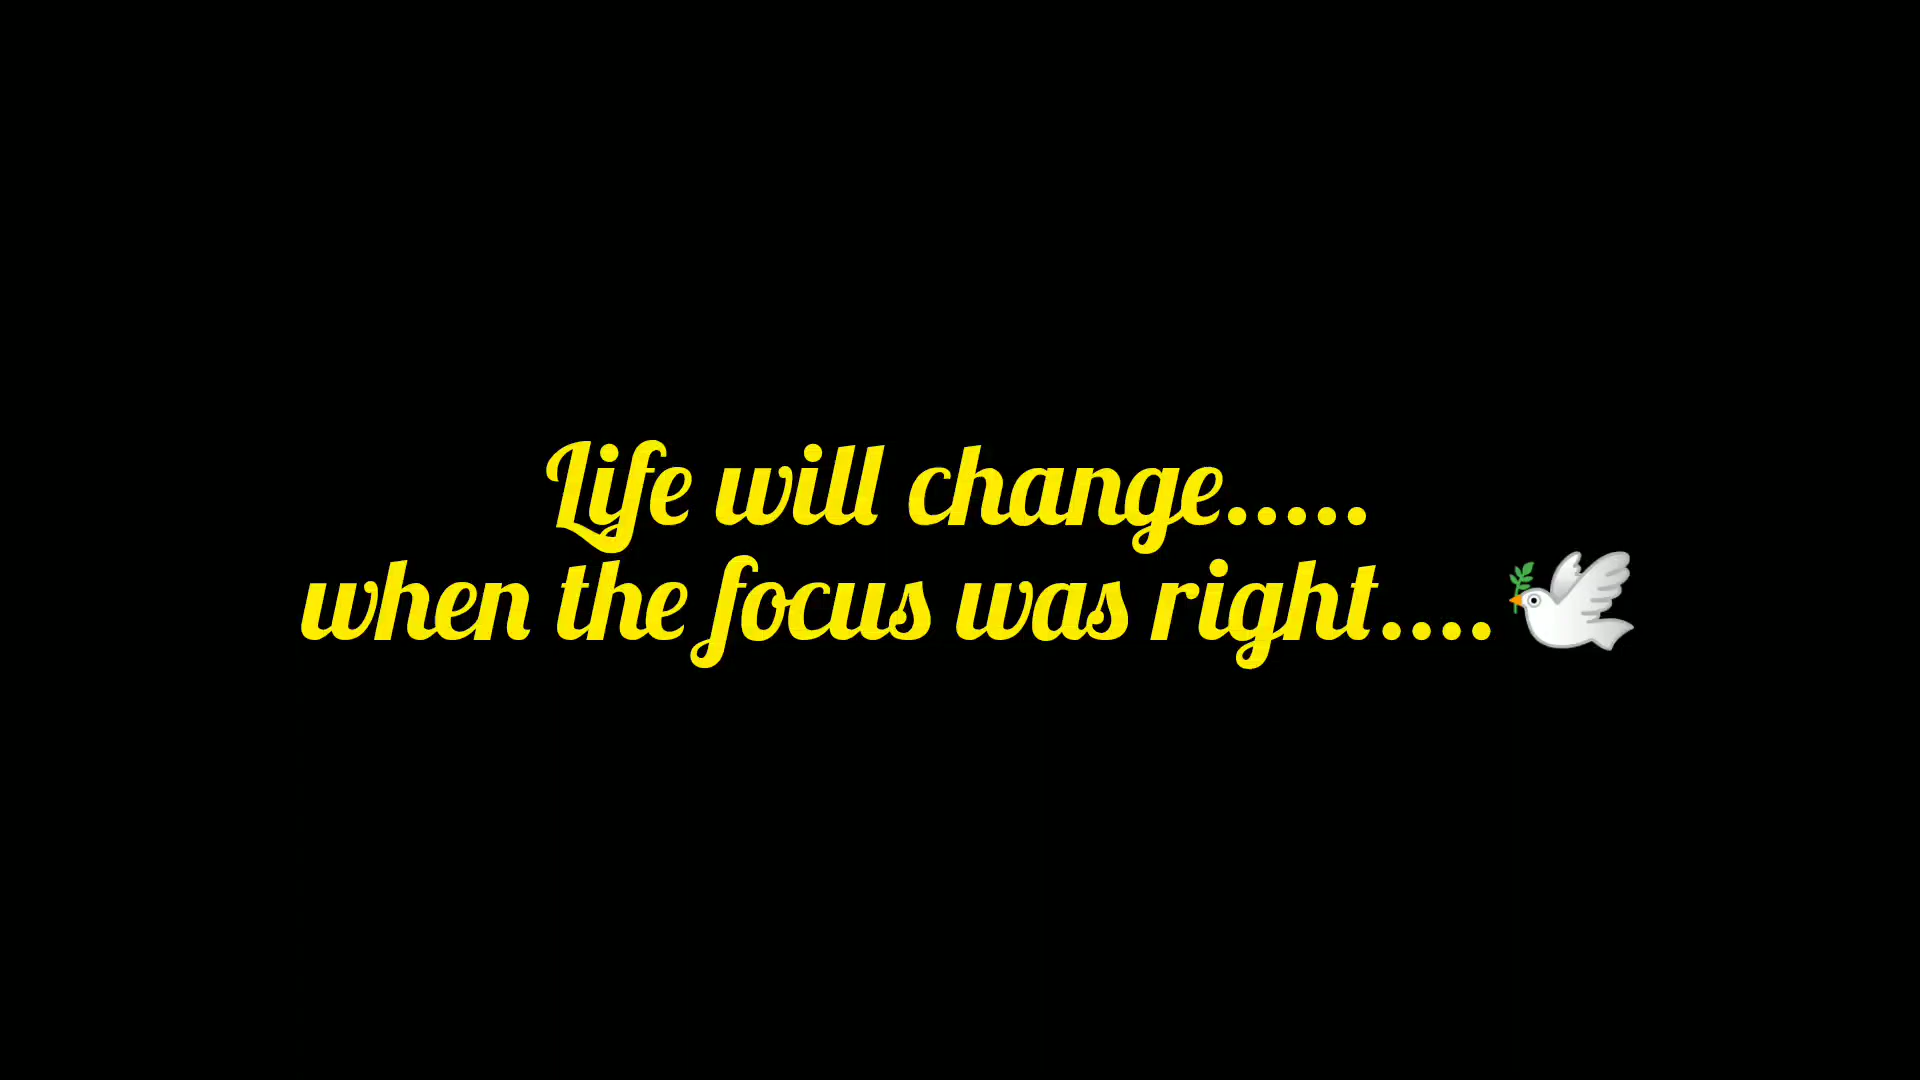 Life will change.....
when the focus was right....🕊️